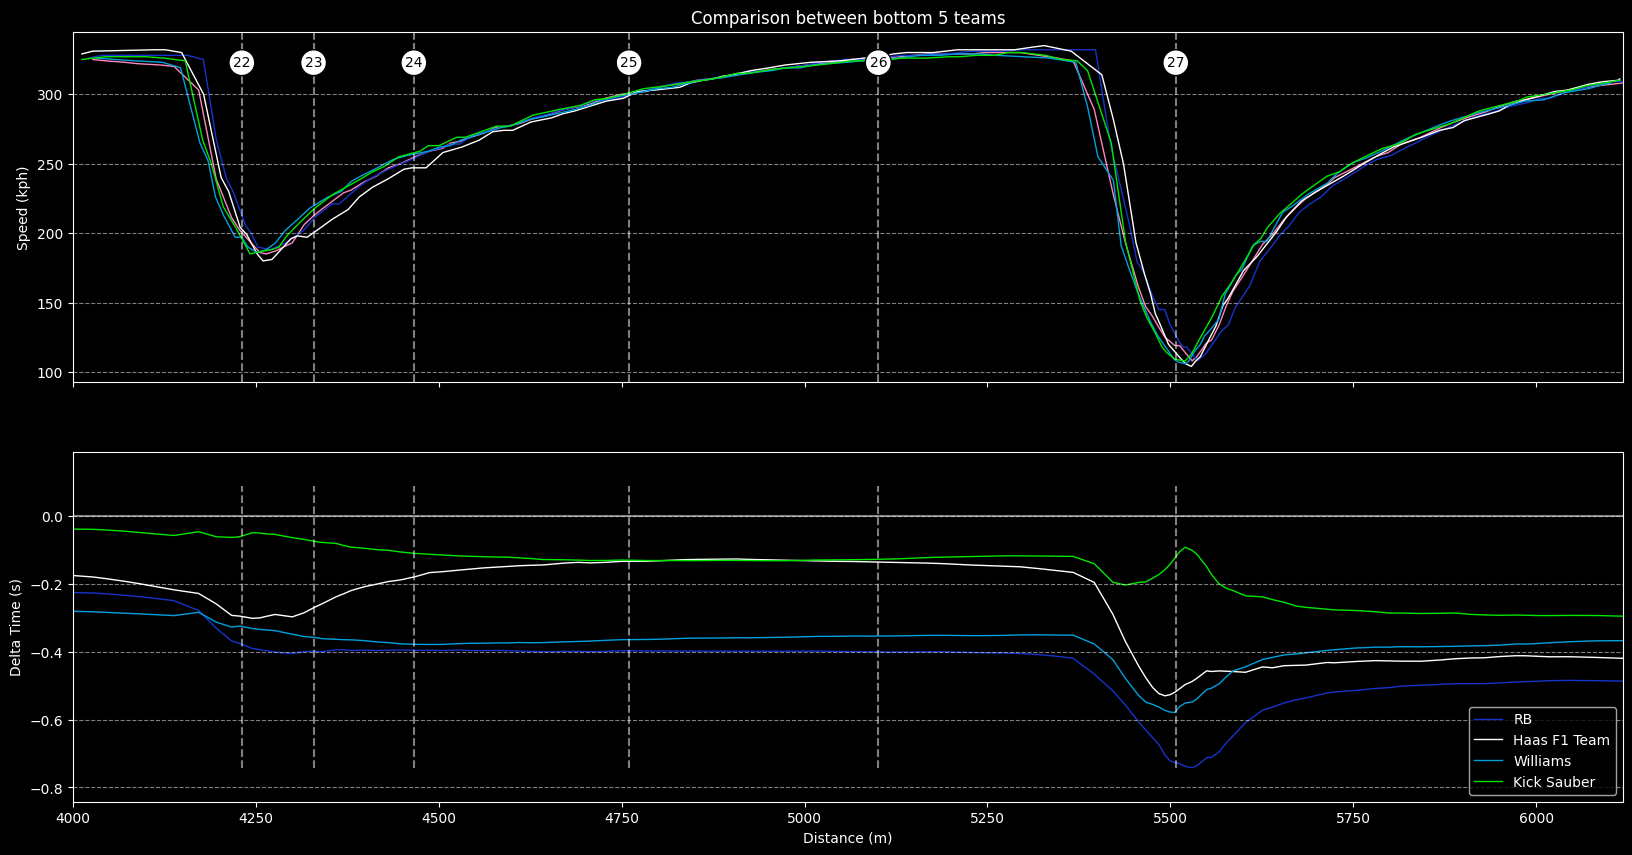 Comparison between bottom 5 teams
22 23 24 25 26 27
Speed (kph)
300
250
200
150
100
Delta Time (s)
0.0
−0.2
−0.4
−0.6
−0.8
RB
Haas F1 Team
Williams
Kick Sauber
4000 4250 4500 4750 5000 5250 5500 5750 6000
Distance (m)